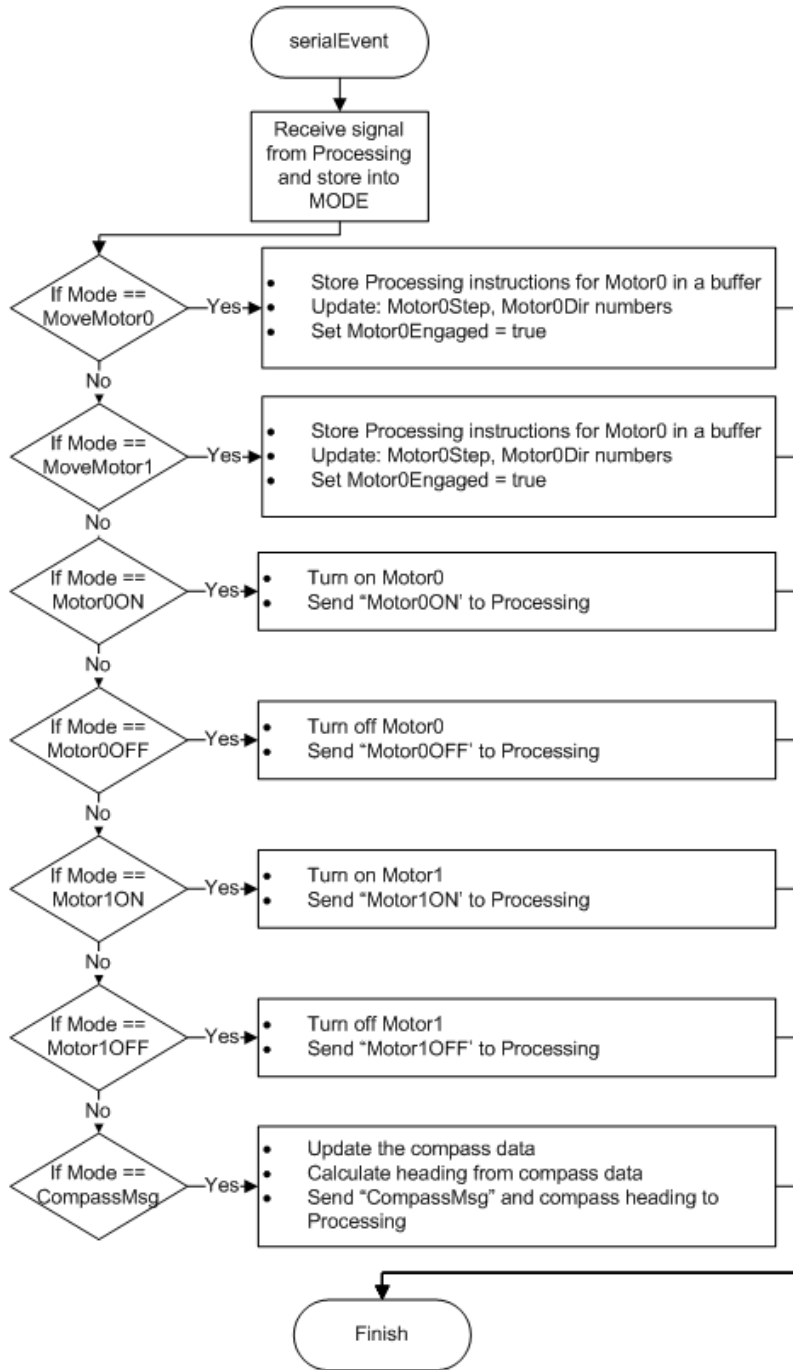 serialEvent
Receive signal
from Processing
and store into
MODE
If Mode ==
MoveMotor0
Yes
• Store Processing instructions for Motor0 in a buffer
• Update: Motor0Step, Motor0Dir numbers
• Set Motor0Engaged = true
No
If Mode ==
MoveMotor1
Yes
• Store Processing instructions for Motor0 in a buffer
• Update: Motor0Step, Motor0Dir numbers
• Set Motor0Engaged = true
No
If Mode ==
Motor0ON
Yes
• Turn on Motor0
• Send “Motor0ON’ to Processing
No
If Mode ==
Motor0OFF
Yes
• Turn off Motor0
• Send “Motor0OFF’ to Processing
No
If Mode ==
Motor1ON
Yes
• Turn on Motor1
• Send “Motor1ON’ to Processing
No
If Mode ==
Motor1OFF
Yes
• Turn off Motor1
• Send “Motor1OFF’ to Processing
No
If Mode ==
CompassMsg
Yes
• Update the compass data
• Calculate heading from compass data
• Send “CompassMsg” and compass heading to
Processing
Finish